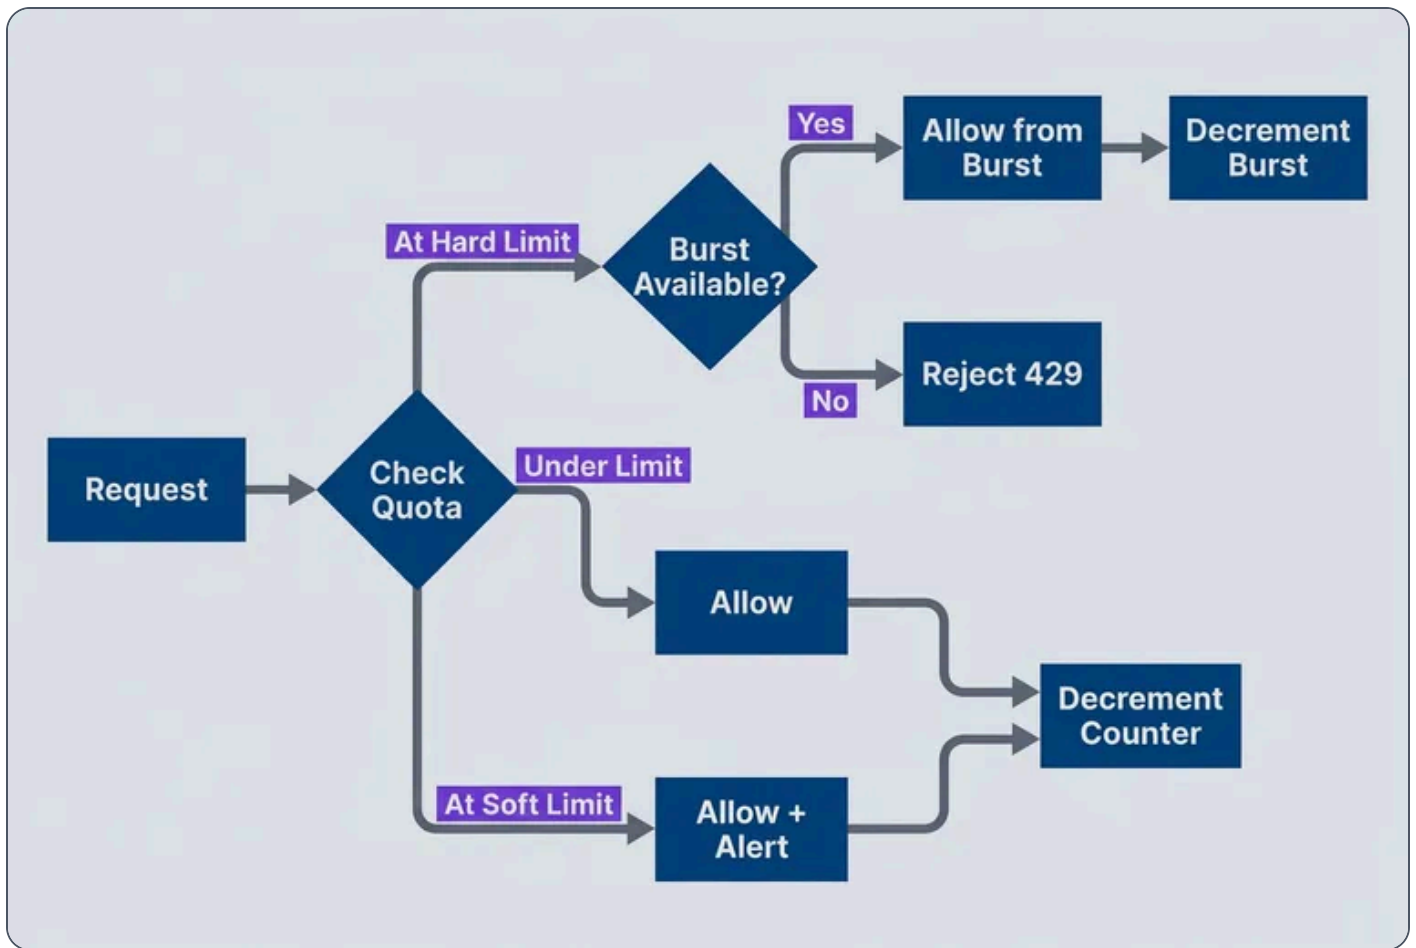 Yes
Allow from
Burst
Decrement
Burst
At Hard Limit
Burst
Available?
Reject 429
No
Request
Check
Quota
Under Limit
Allow
Decrement
Counter
At Soft Limit
Allow +
Alert